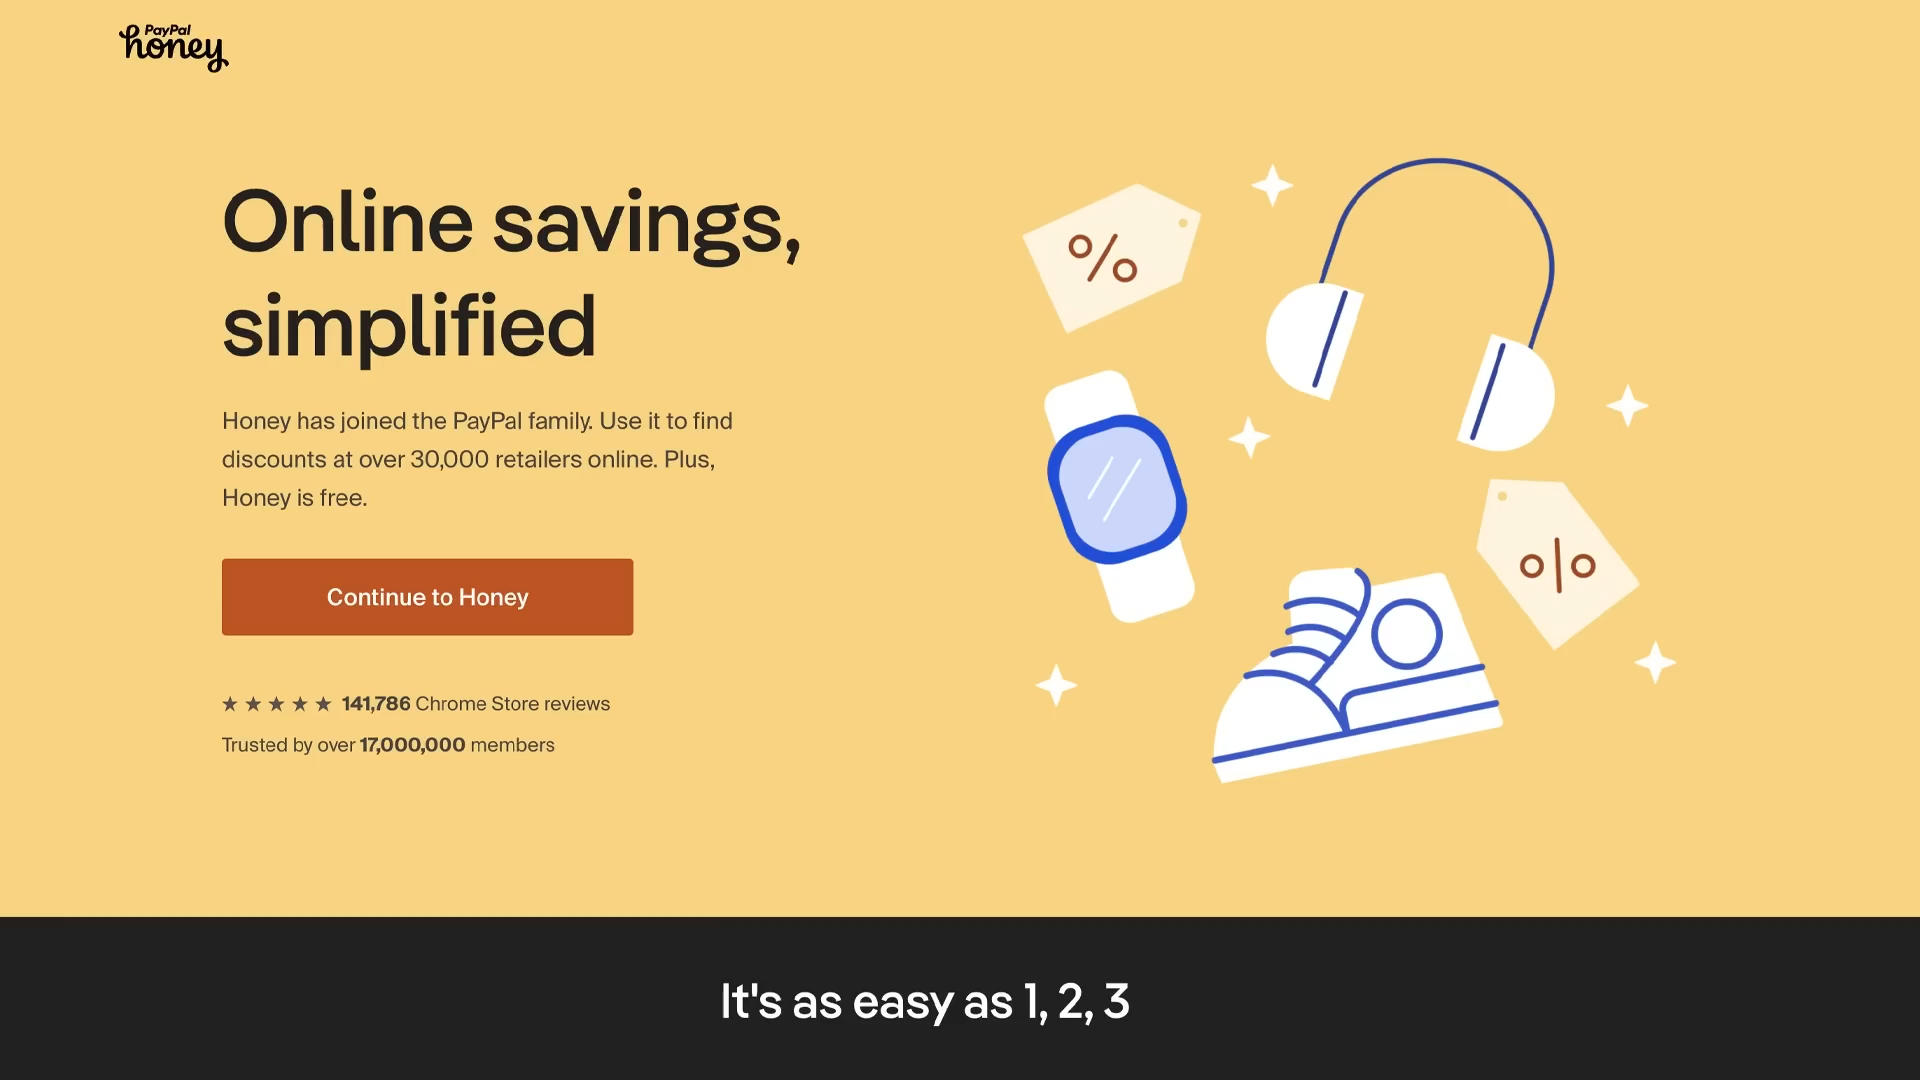 PayPal
honey
Online savings,
simplified
Honey has joined the PayPal family. Use it to find
discounts at over 30,000 retailers online. Plus,
Honey is free.
Continue to Honey
★ ★ ★ ★ ★ 141,786 Chrome Store reviews
Trusted by over 17,000,000 members
%
%
It's as easy as 1, 2, 3